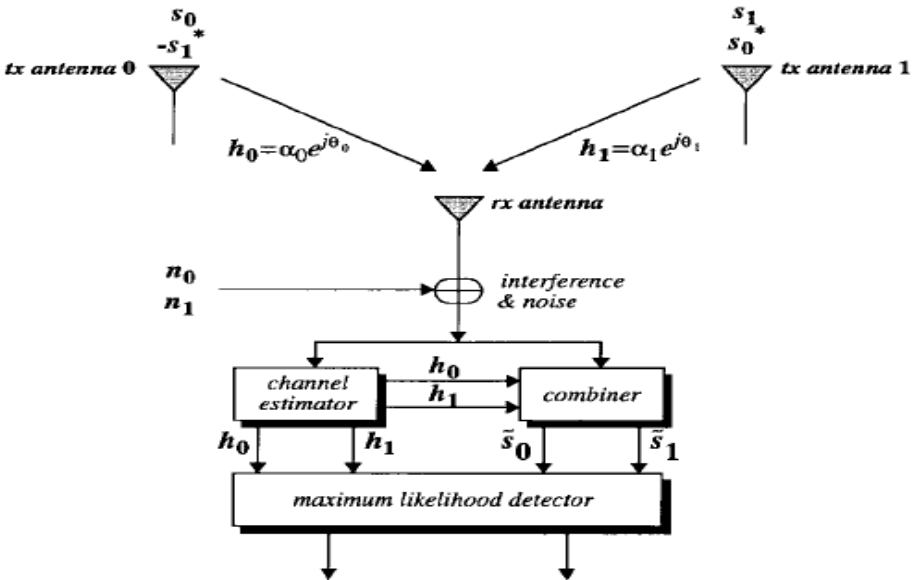 s₀
-s₁*
tx antenna 0
s₁
s₀*
tx antenna 1
h₀=α₀e^{jθ₀}
h₁=α₁e^{jθ₁}
rx antenna
n₀
n₁
interference
& noise
channel
estimator
h₀
h₁
combiner
h₀
h₁
s̃₀
s̃₁
maximum likelihood detector